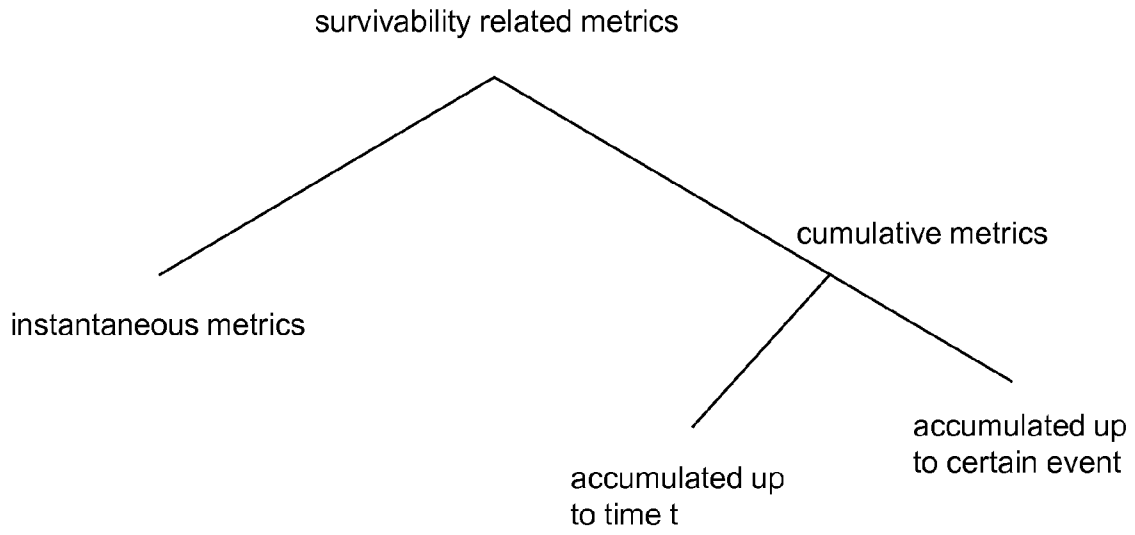 survivability related metrics
cumulative metrics
instantaneous metrics
accumulated up
to certain event
accumulated up
to time t